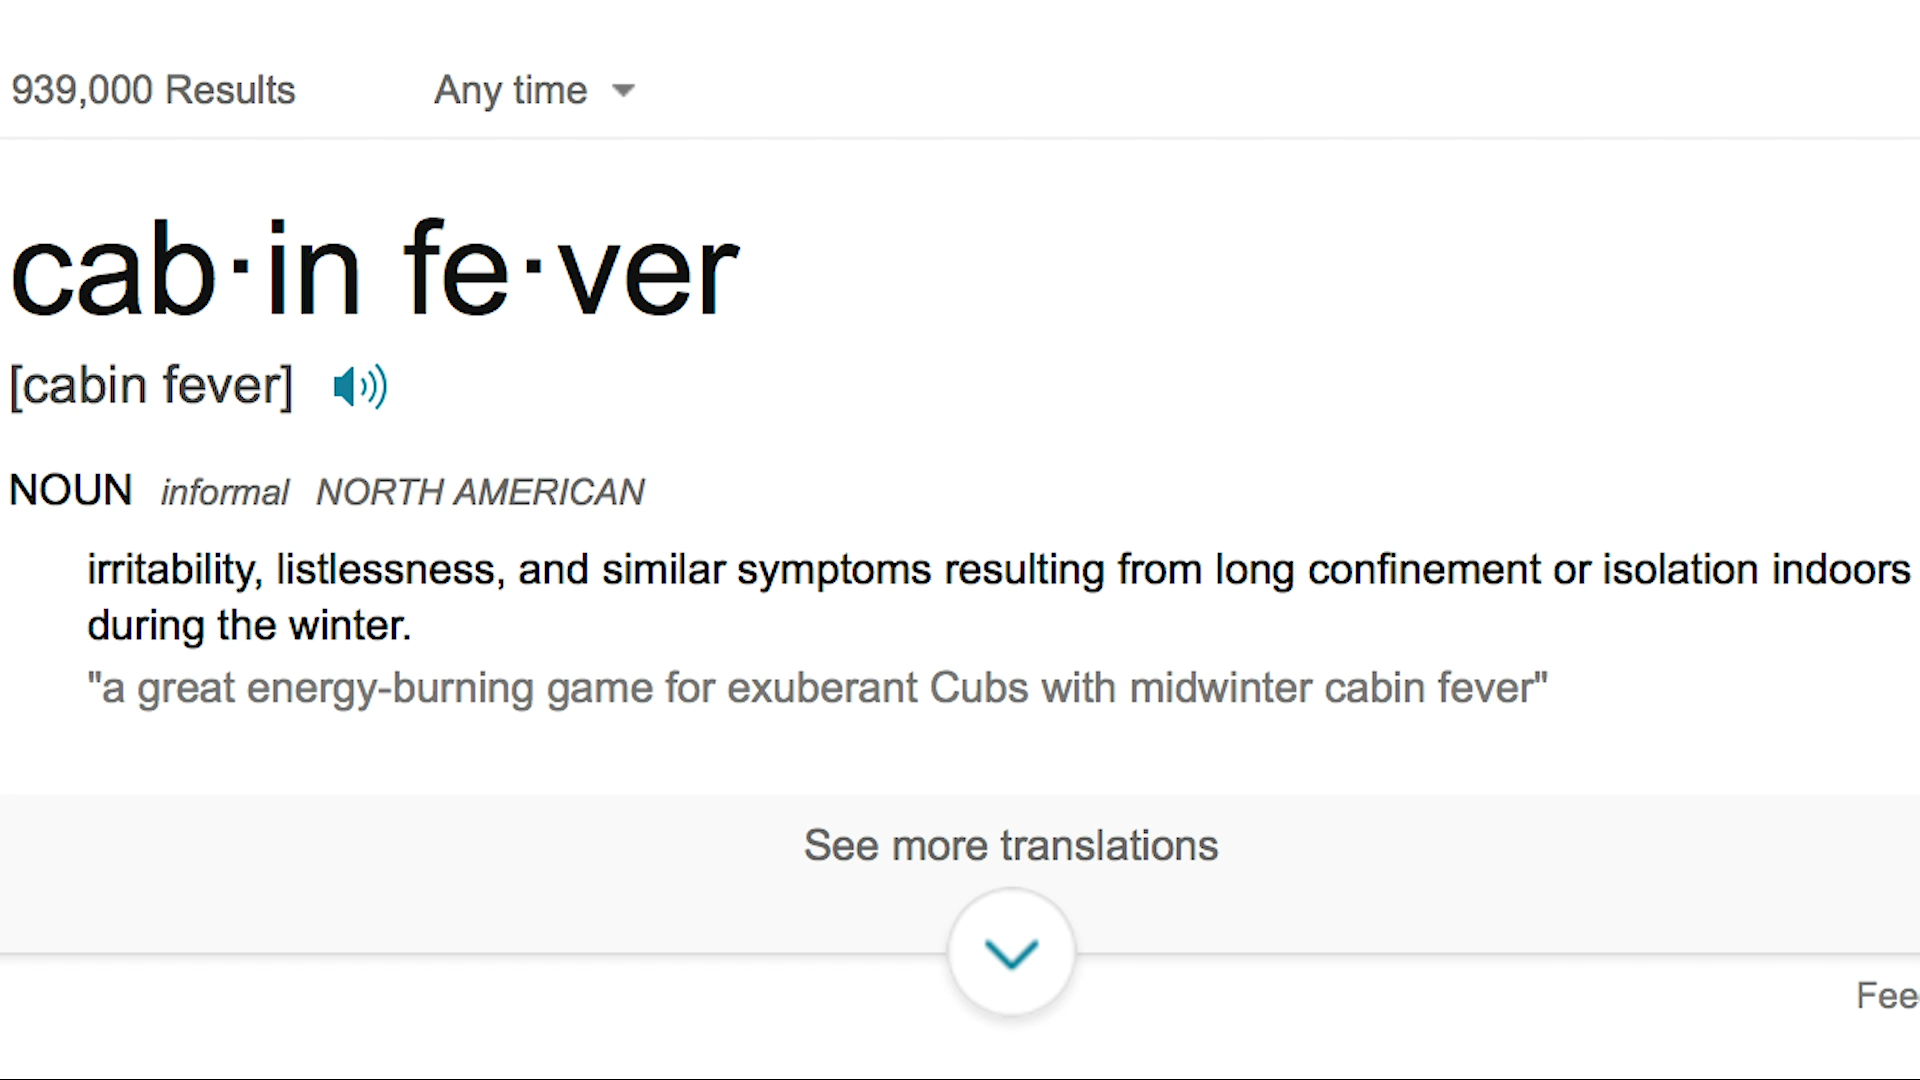 939,000 Results Any time
cab·in fe·ver
[cabin fever]
NOUN informal NORTH AMERICAN
irritability, listlessness, and similar symptoms resulting from long confinement or isolation indoors
during the winter.
"a great energy-burning game for exuberant Cubs with midwinter cabin fever"
See more translations